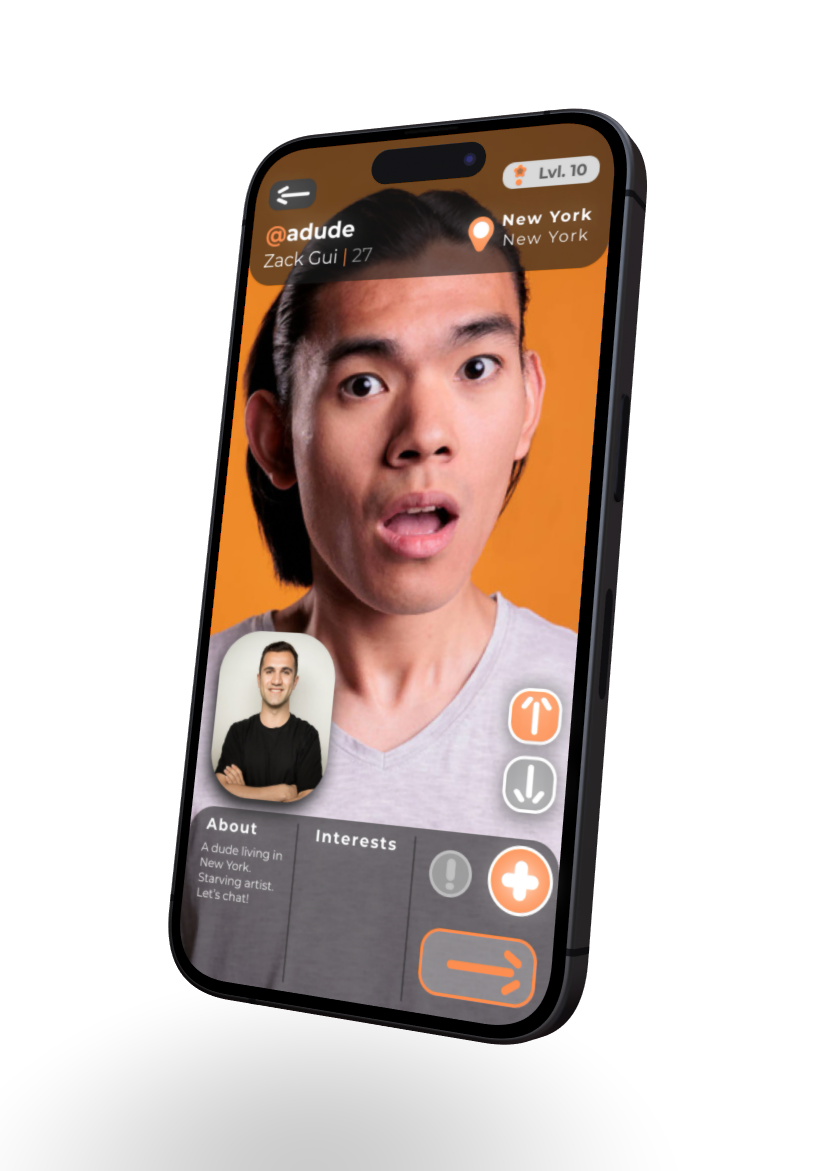 Lvl. 10
@adude
Zack Gui | 27
New York
New York
About
A dude living in
New York.
Starving artist.
Let's chat!
Interests